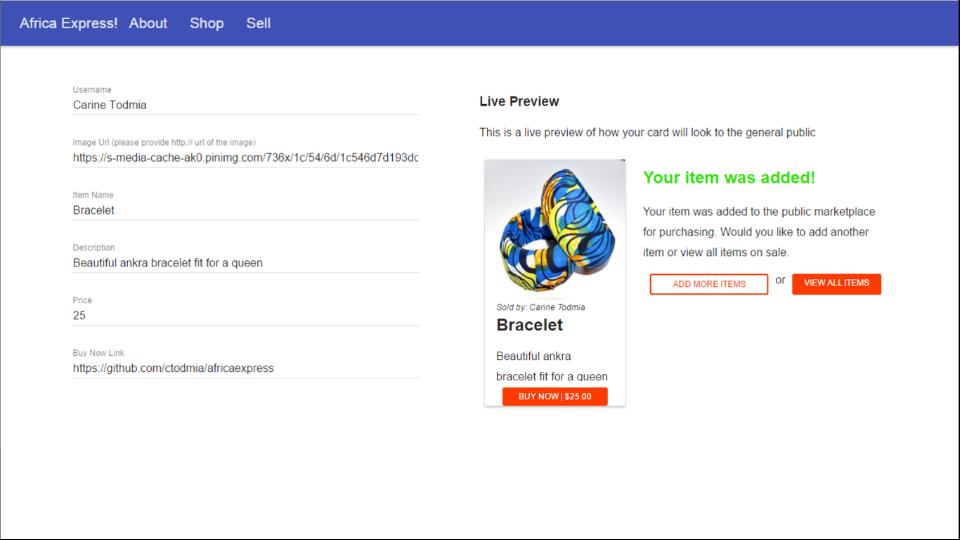 Africa Express! About Shop Sell
Username
Carine Todmia
Image Url (please provide http:// url of the image)
https://s-media-cache-ak0.pinimg.com/736x/1c/54/6d/1c546d7d193dc
Item Name
Bracelet
Description
Beautiful ankra bracelet fit for a queen
Price
25
Buy Now Link
https://github.com/ctodmia/africaexpress
Live Preview
This is a live preview of how your card will look to the general public
Sold by: Carine Todmia
Bracelet
Beautiful ankra
bracelet fit for a queen
BUY NOW | $25.00
Your item was added!
Your item was added to the public marketplace
for purchasing. Would you like to add another
item or view all items on sale.
ADD MORE ITEMS or VIEW ALL ITEMS